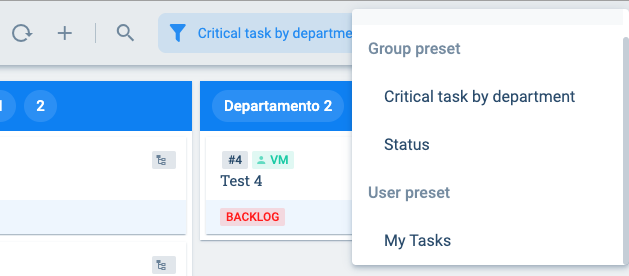 Critical task by departme
Group preset
Critical task by department
Status
User preset
My Tasks
2
Departamento 2
#4 VM
Test 4
BACKLOG